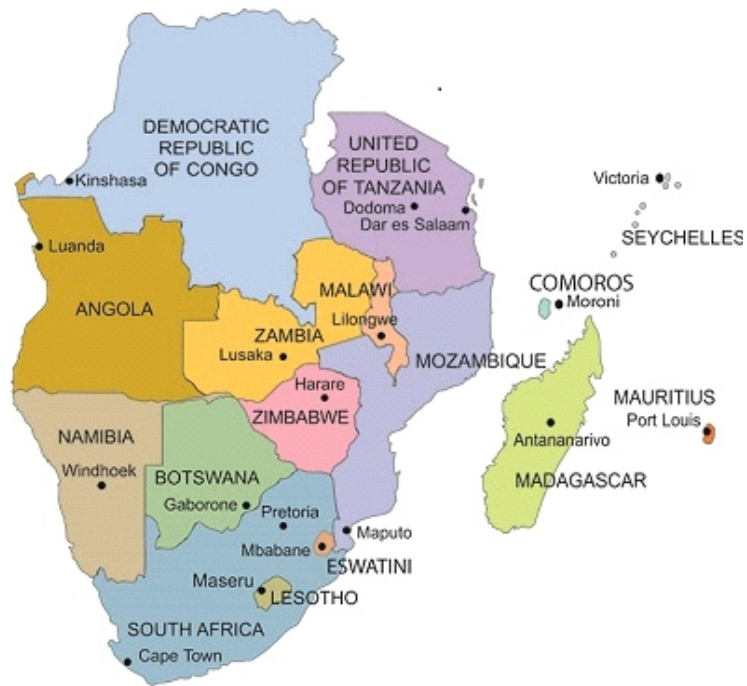 DEMOCRATIC
REPUBLIC
OF CONGO
Kinshasa
UNITED
REPUBLIC
OF TANZANIA
Dodoma
Dar es Salaam
Victoria
SEYCHELLES
Luanda
ANGOLA
MALAWI
Lilongwe
ZAMBIA
Lusaka
COMOROS
Moroni
MOZAMBIQUE
Harare
ZIMBABWE
MAURITIUS
Port Louis
Antananarivo
MADAGASCAR
NAMIBIA
Windhoek
BOTSWANA
Gaborone
Pretoria
Maputo
Mbabane
ESWATINI
Maseru
LESOTHO
SOUTH AFRICA
Cape Town